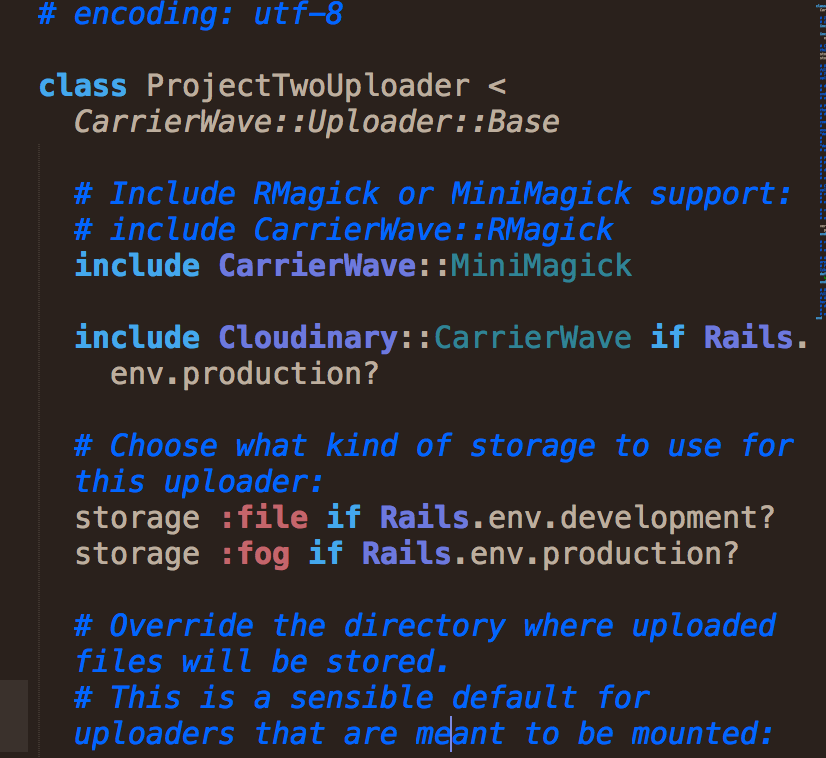 # encoding: utf-8
class ProjectTwoUploader <
CarrierWave::Uploader::Base
# Include RMagick or MiniMagick support:
# include CarrierWave::RMagick
include CarrierWave::MiniMagick
include Cloudinary::CarrierWave if Rails.
env.production?
# Choose what kind of storage to use for
this uploader:
storage :file if Rails.env.development?
storage :fog if Rails.env.production?
# Override the directory where uploaded
files will be stored.
# This is a sensible default for
uploaders that are meant to be mounted: